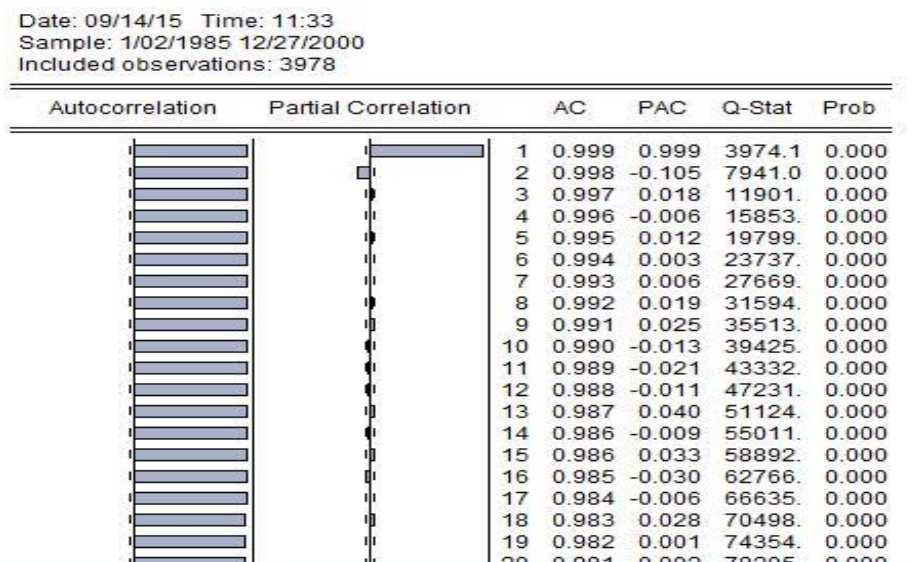 Date: 09/14/15 Time: 11:33
Sample: 1/02/1985 12/27/2000
Included observations: 3978
Autocorrelation Partial Correlation AC PAC Q-Stat Prob
1 0.999 0.999 3974.1 0.000
2 0.998 -0.105 7941.0 0.000
3 0.997 0.018 11901. 0.000
4 0.996 -0.006 15853. 0.000
5 0.995 0.012 19799. 0.000
6 0.994 0.003 23737. 0.000
7 0.993 0.006 27669. 0.000
8 0.992 0.019 31594. 0.000
9 0.991 0.025 35513. 0.000
10 0.990 -0.013 39425. 0.000
11 0.989 -0.021 43332. 0.000
12 0.988 -0.011 47231. 0.000
13 0.987 0.040 51124. 0.000
14 0.986 -0.009 55011. 0.000
15 0.986 0.033 58892. 0.000
16 0.985 -0.030 62766. 0.000
17 0.984 -0.006 66635. 0.000
18 0.983 0.028 70498. 0.000
19 0.982 0.001 74354. 0.000